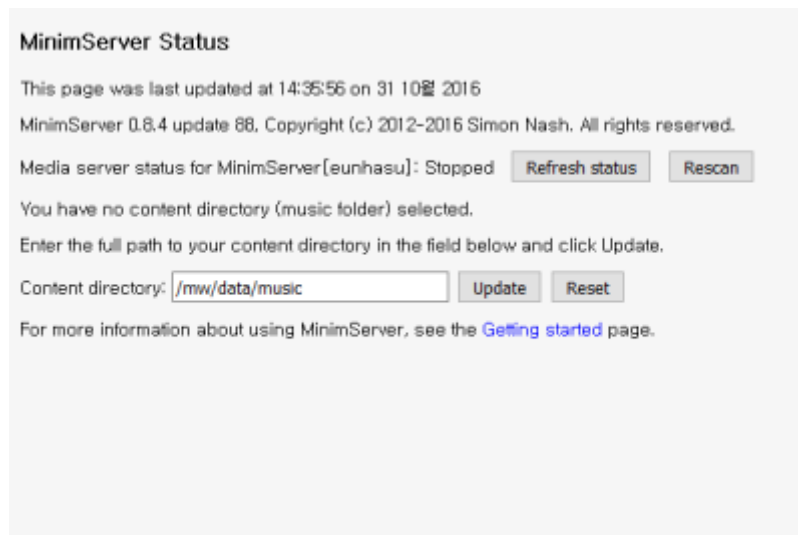 MinimServer Status
This page was last updated at 14:35:56 on 31 10월 2016
MinimServer 0.8.4 update 88, Copyright (c) 2012-2016 Simon Nash. All rights reserved.
Media server status for MinimServer[eunhasu]: Stopped Refresh status Rescan
You have no content directory (music folder) selected.
Enter the full path to your content directory in the field below and click Update.
Content directory: /mw/data/music Update Reset
For more information about using MinimServer, see the Getting started page.